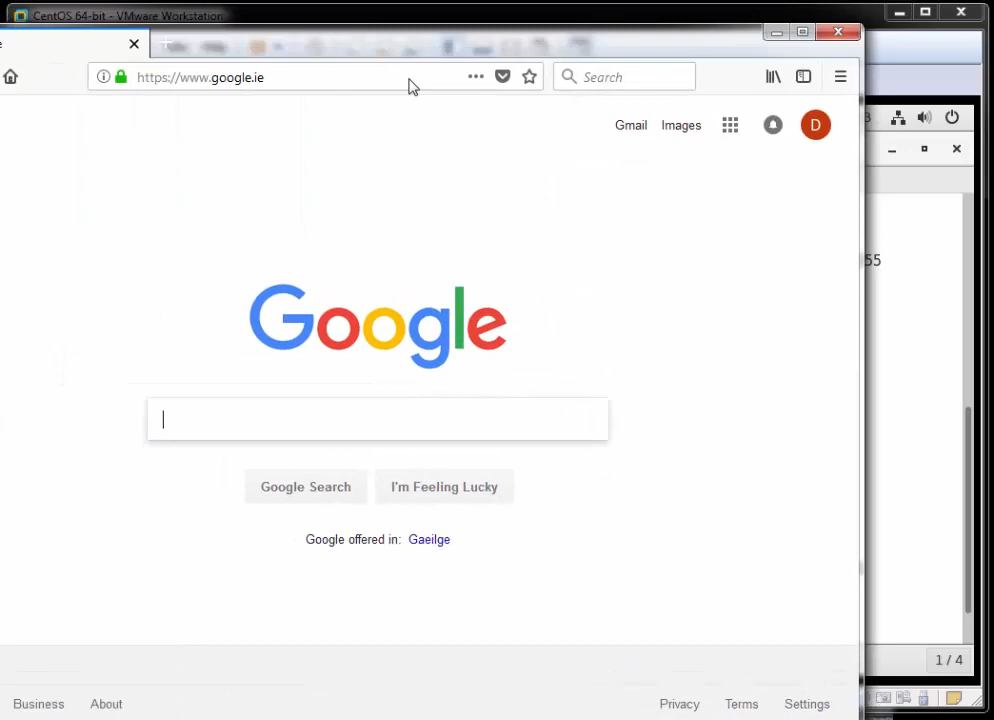 CentOS 64-bit - VMware Workstation
https://www.google.ie
Search
Gmail Images
D
55
Google
Google Search I'm Feeling Lucky
Google offered in: Gaeilge
1 / 4
Business About Privacy Terms Settings